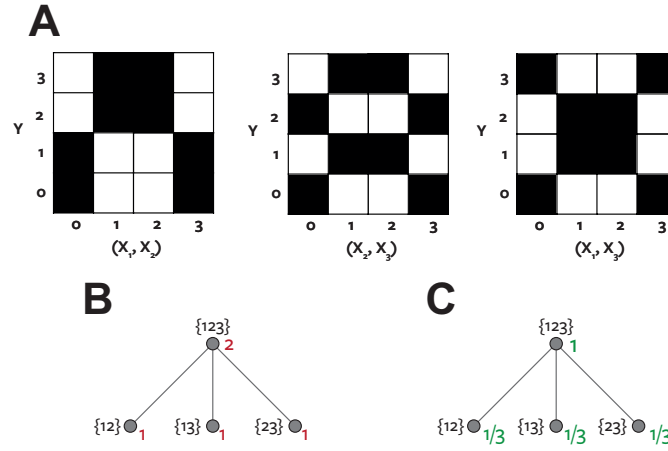 A
3 2 1 0
Y
0 1 2 3
(X₁, X₂)
3 2 1 0
Y
0 1 2 3
(X₂, X₃)
3 2 1 0
Y
0 1 2 3
(X₁, X₃)
B
{123}
2
{12} 1 {13} 1 {23} 1
C
{123}
1
{12} 1/3 {13} 1/3 {23} 1/3